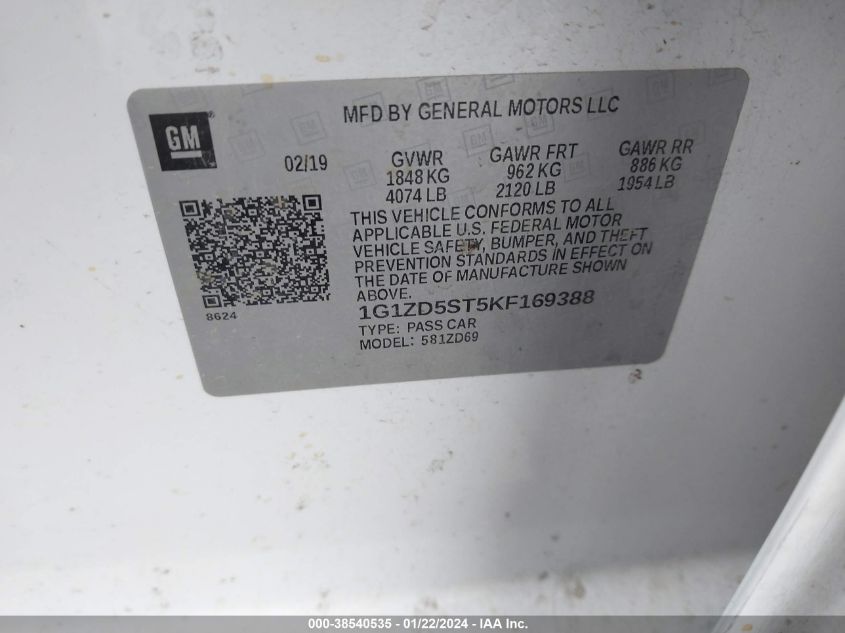 MFD BY GENERAL MOTORS LLC
GM
02/19
GVWR GAWR FRT GAWR RR
1848 KG 962 KG 886 KG
4074 LB 2120 LB 1954 LB
THIS VEHICLE CONFORMS TO ALL
APPLICABLE U.S. FEDERAL MOTOR
VEHICLE SAFETY, BUMPER, AND THEFT
PREVENTION STANDARDS IN EFFECT ON
THE DATE OF MANUFACTURE SHOWN
ABOVE.
8624
1G1ZD5ST5KF169388
TYPE: PASS CAR
MODEL: 581ZD69
000-38540535 - 01/22/2024 - IAA Inc.